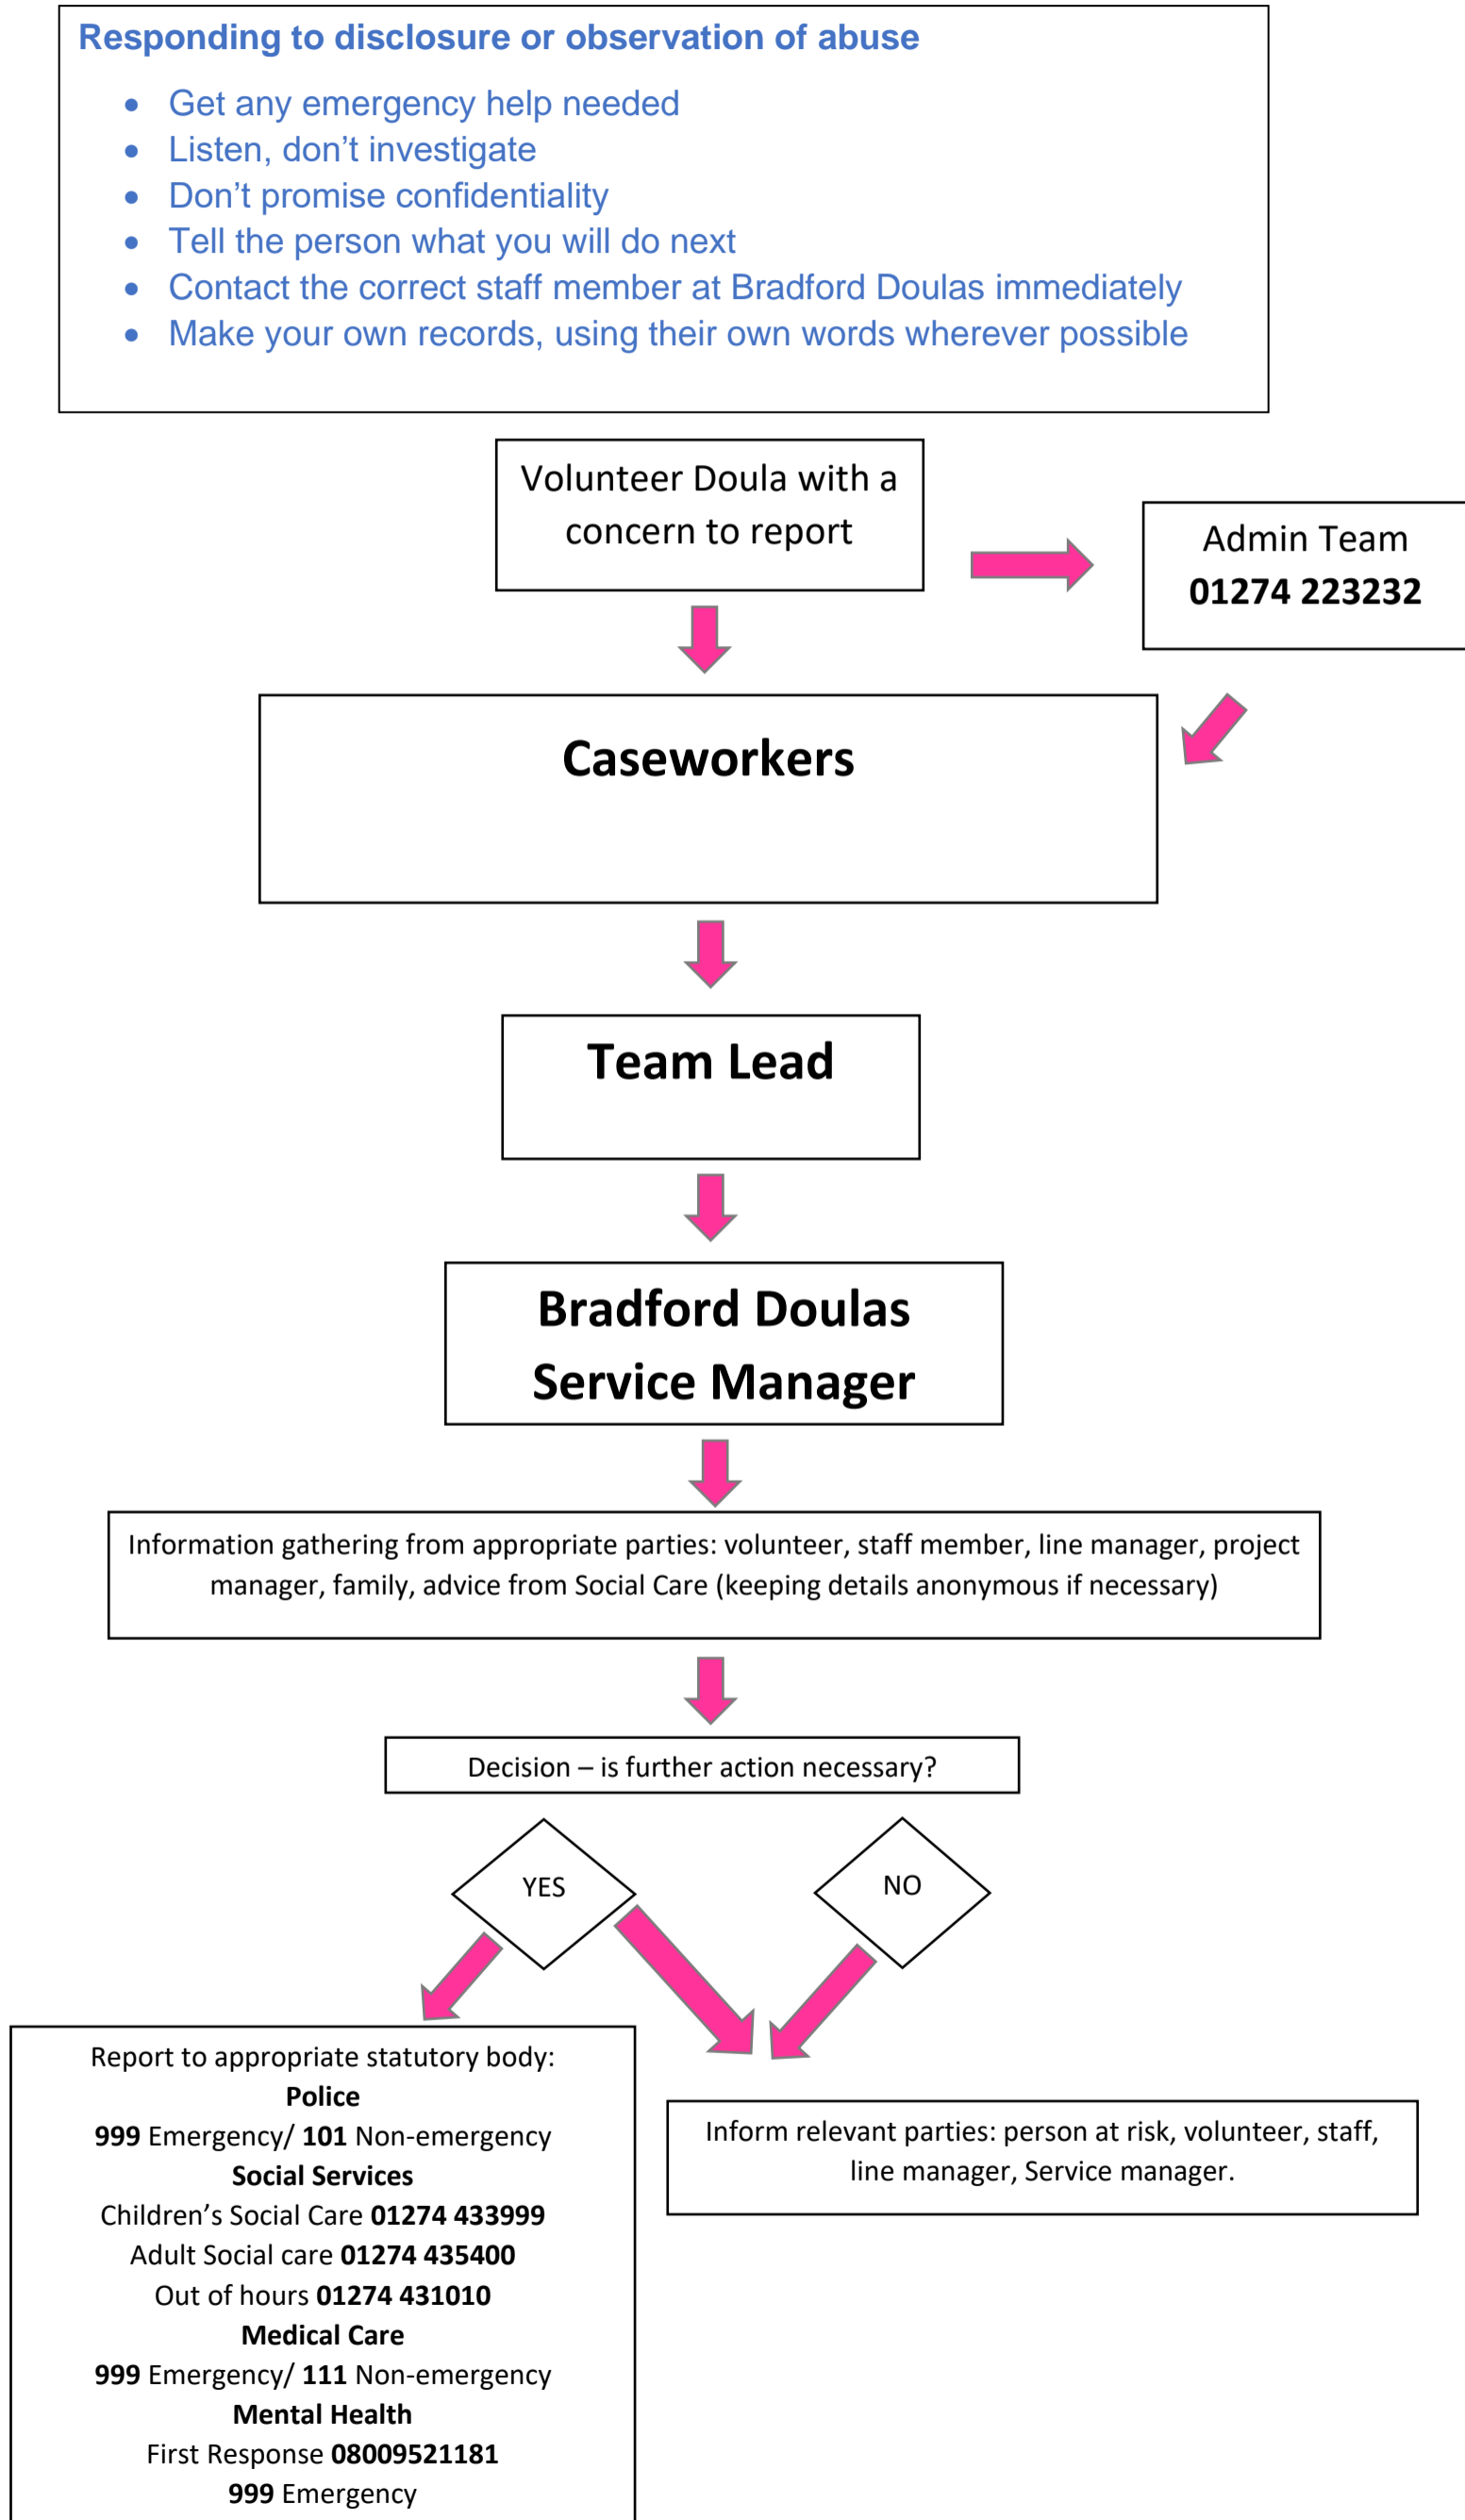 Responding to disclosure or observation of abuse
• Get any emergency help needed
• Listen, don’t investigate
• Don’t promise confidentiality
• Tell the person what you will do next
• Contact the correct staff member at Bradford Doulas immediately
• Make your own records, using their own words wherever possible
Volunteer Doula with a
concern to report
Admin Team
01274 223232
Caseworkers
Team Lead
Bradford Doulas
Service Manager
Information gathering from appropriate parties: volunteer, staff member, line manager, project
manager, family, advice from Social Care (keeping details anonymous if necessary)
Decision – is further action necessary?
YES
NO
Report to appropriate statutory body:
Police
999 Emergency/ 101 Non-emergency
Social Services
Children’s Social Care 01274 433999
Adult Social care 01274 435400
Out of hours 01274 431010
Medical Care
999 Emergency/ 111 Non-emergency
Mental Health
First Response 08009521181
999 Emergency
Inform relevant parties: person at risk, volunteer, staff,
line manager, Service manager.